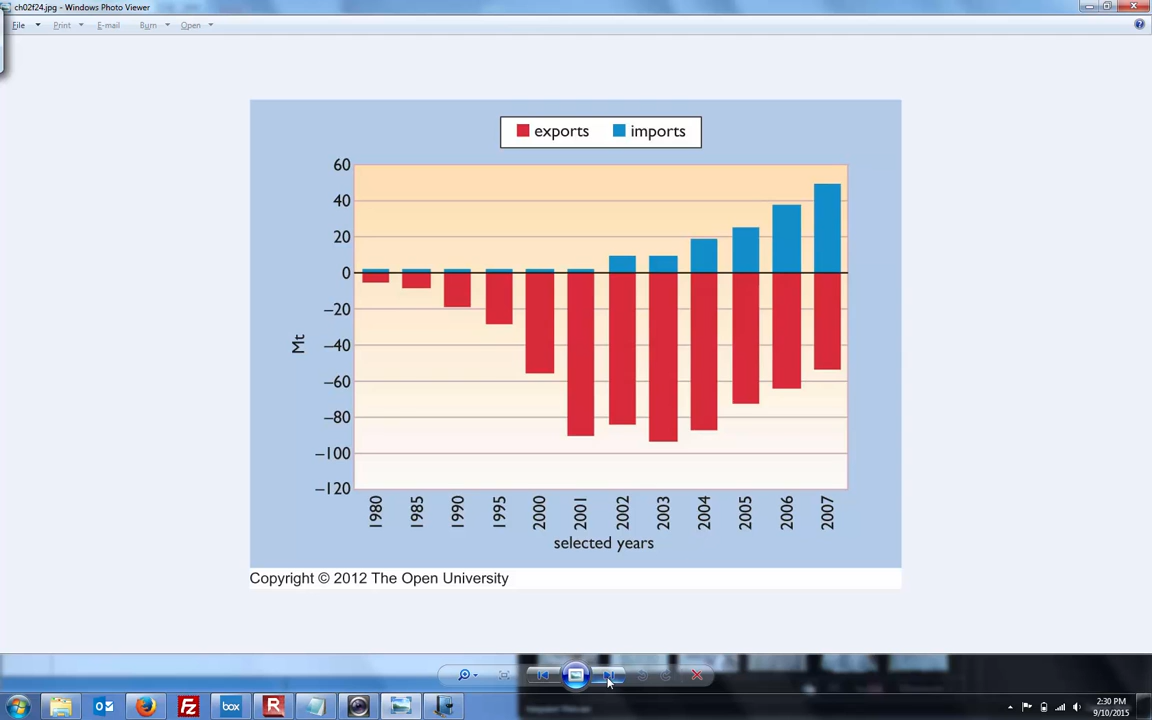 ch02f24.jpg - Windows Photo Viewer
File Print E-mail Burn Open
exports imports
60
40
20
0
–20
–40
–60
–80
–100
–120
Mt
1980 1985 1990 1995 2000 2001 2002 2003 2004 2005 2006 2007
selected years
Copyright © 2012 The Open University
box
R
2:30 PM
9/10/2015